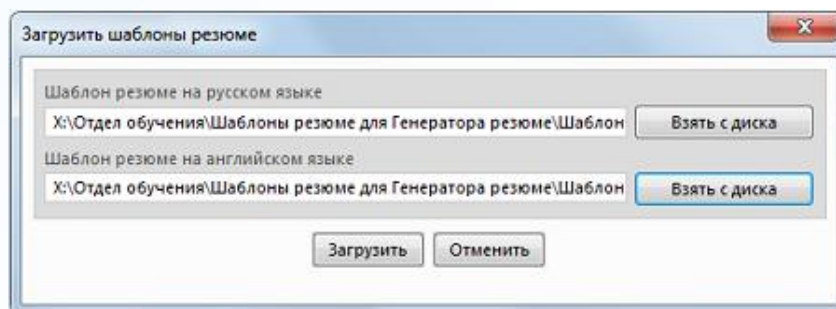 Загрузить шаблоны резюме
Шаблон резюме на русском языке
X:\Отдел обучения\Шаблоны резюме для Генератора резюме\Шаблон
Взять с диска
Шаблон резюме на английском языке
X:\Отдел обучения\Шаблоны резюме для Генератора резюме\Шаблон
Взять с диска
Загрузить
Отменить